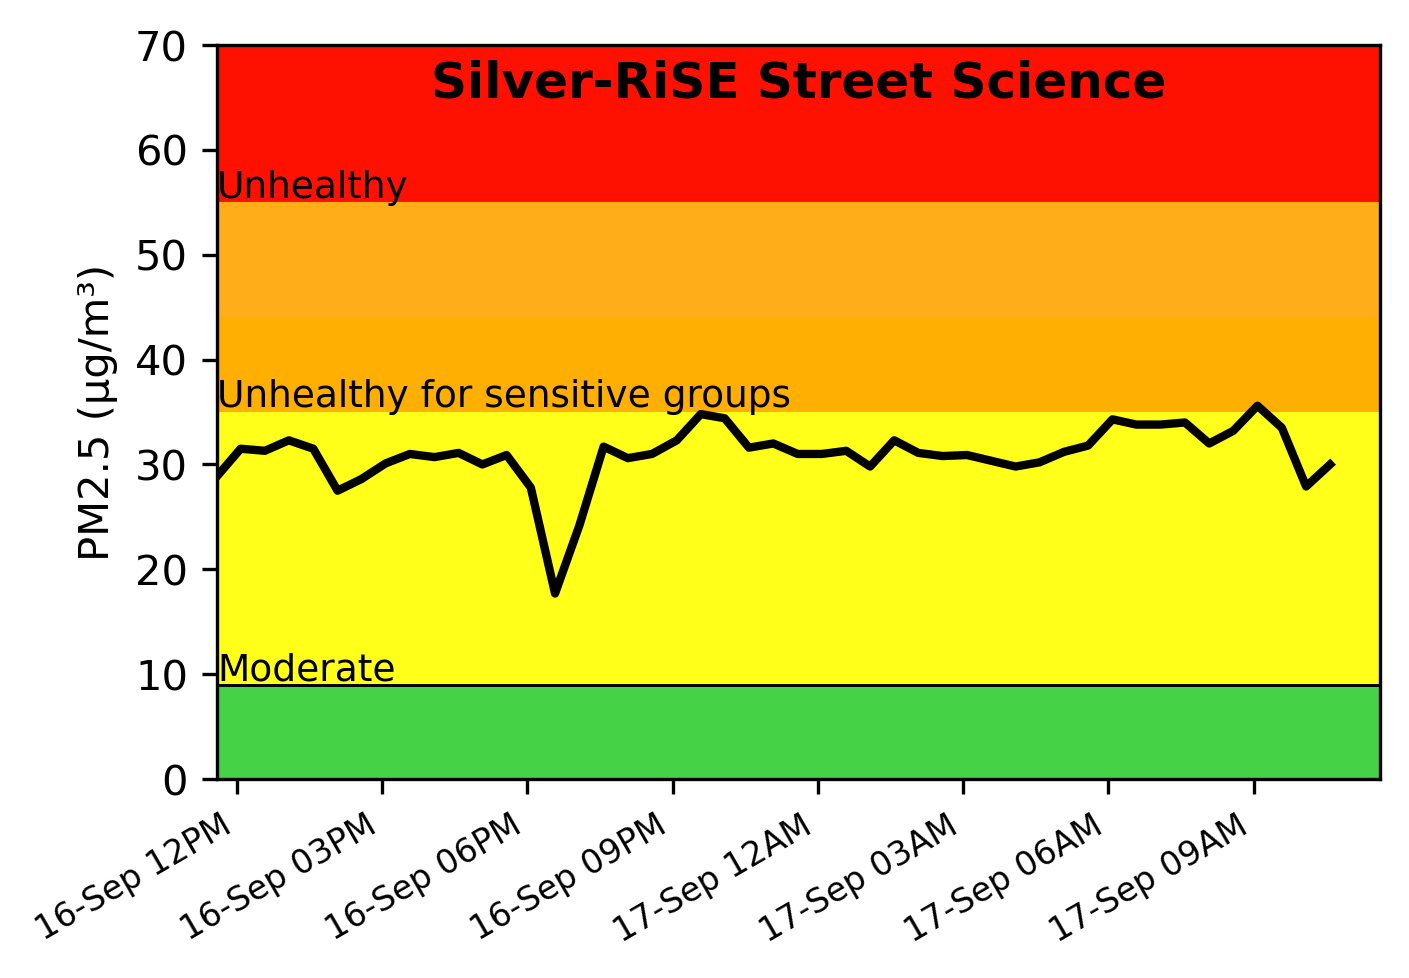 Silver-RiSE Street Science
70
60
Unhealthy
50
40
Unhealthy for sensitive groups
30
20
10
Moderate
0
PM2.5 (µg/m³)
16-Sep 12PM
16-Sep 03PM
16-Sep 06PM
16-Sep 09PM
17-Sep 12AM
17-Sep 03AM
17-Sep 06AM
17-Sep 09AM